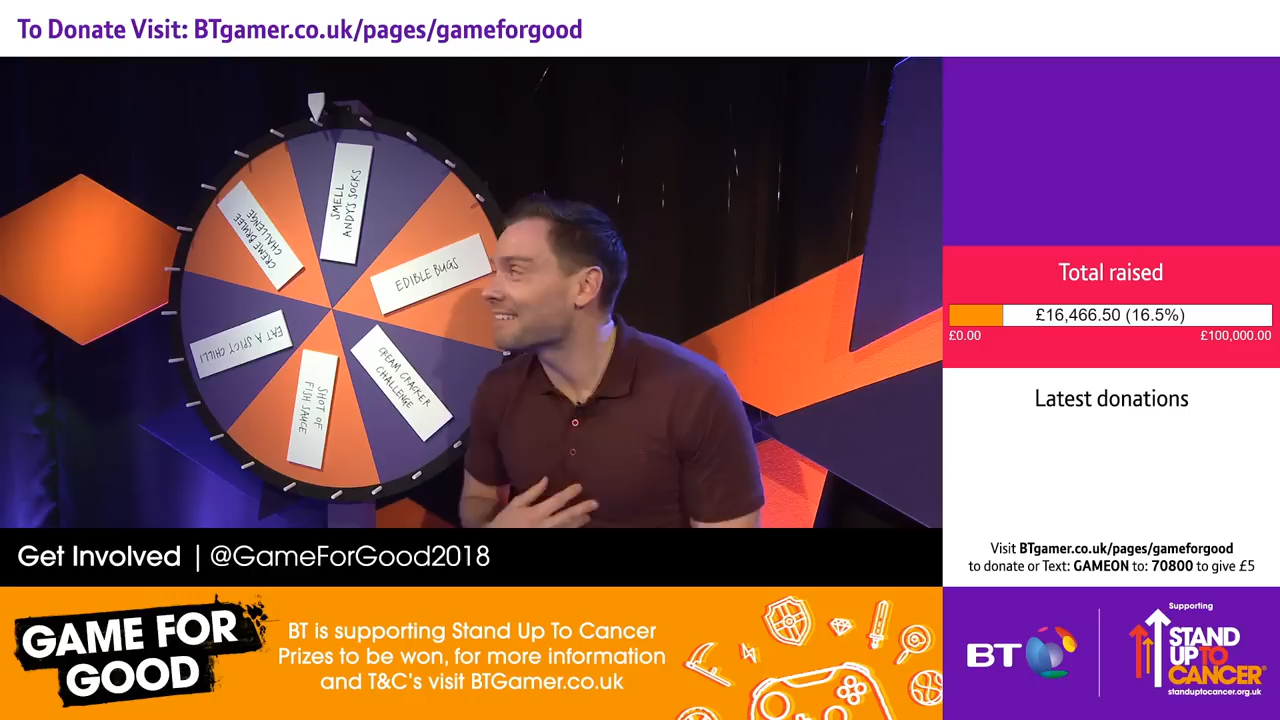 To Donate Visit: BTgamer.co.uk/pages/gameforgood
SMELL
ANDYS SOCKS
CREME BRULEE
CHALLENGE
EDIBLE BUGS
EAT A SPICY CHILLI
CREAM CRACKER
CHALLENGE
SHOT OF
FISH SAUCE
Total raised
£16,466.50 (16.5%)
£0.00 £100,000.00
Latest donations
Visit BTgamer.co.uk/pages/gameforgood
to donate or Text: GAMEON to: 70800 to give £5
Get Involved | @GameForGood2018
GAME FOR
GOOD
BT is supporting Stand Up To Cancer
Prizes to be won, for more information
and T&C's visit BTGamer.co.uk
BT
Supporting
STAND
UP TO
CANCER
standuptocancer.org.uk